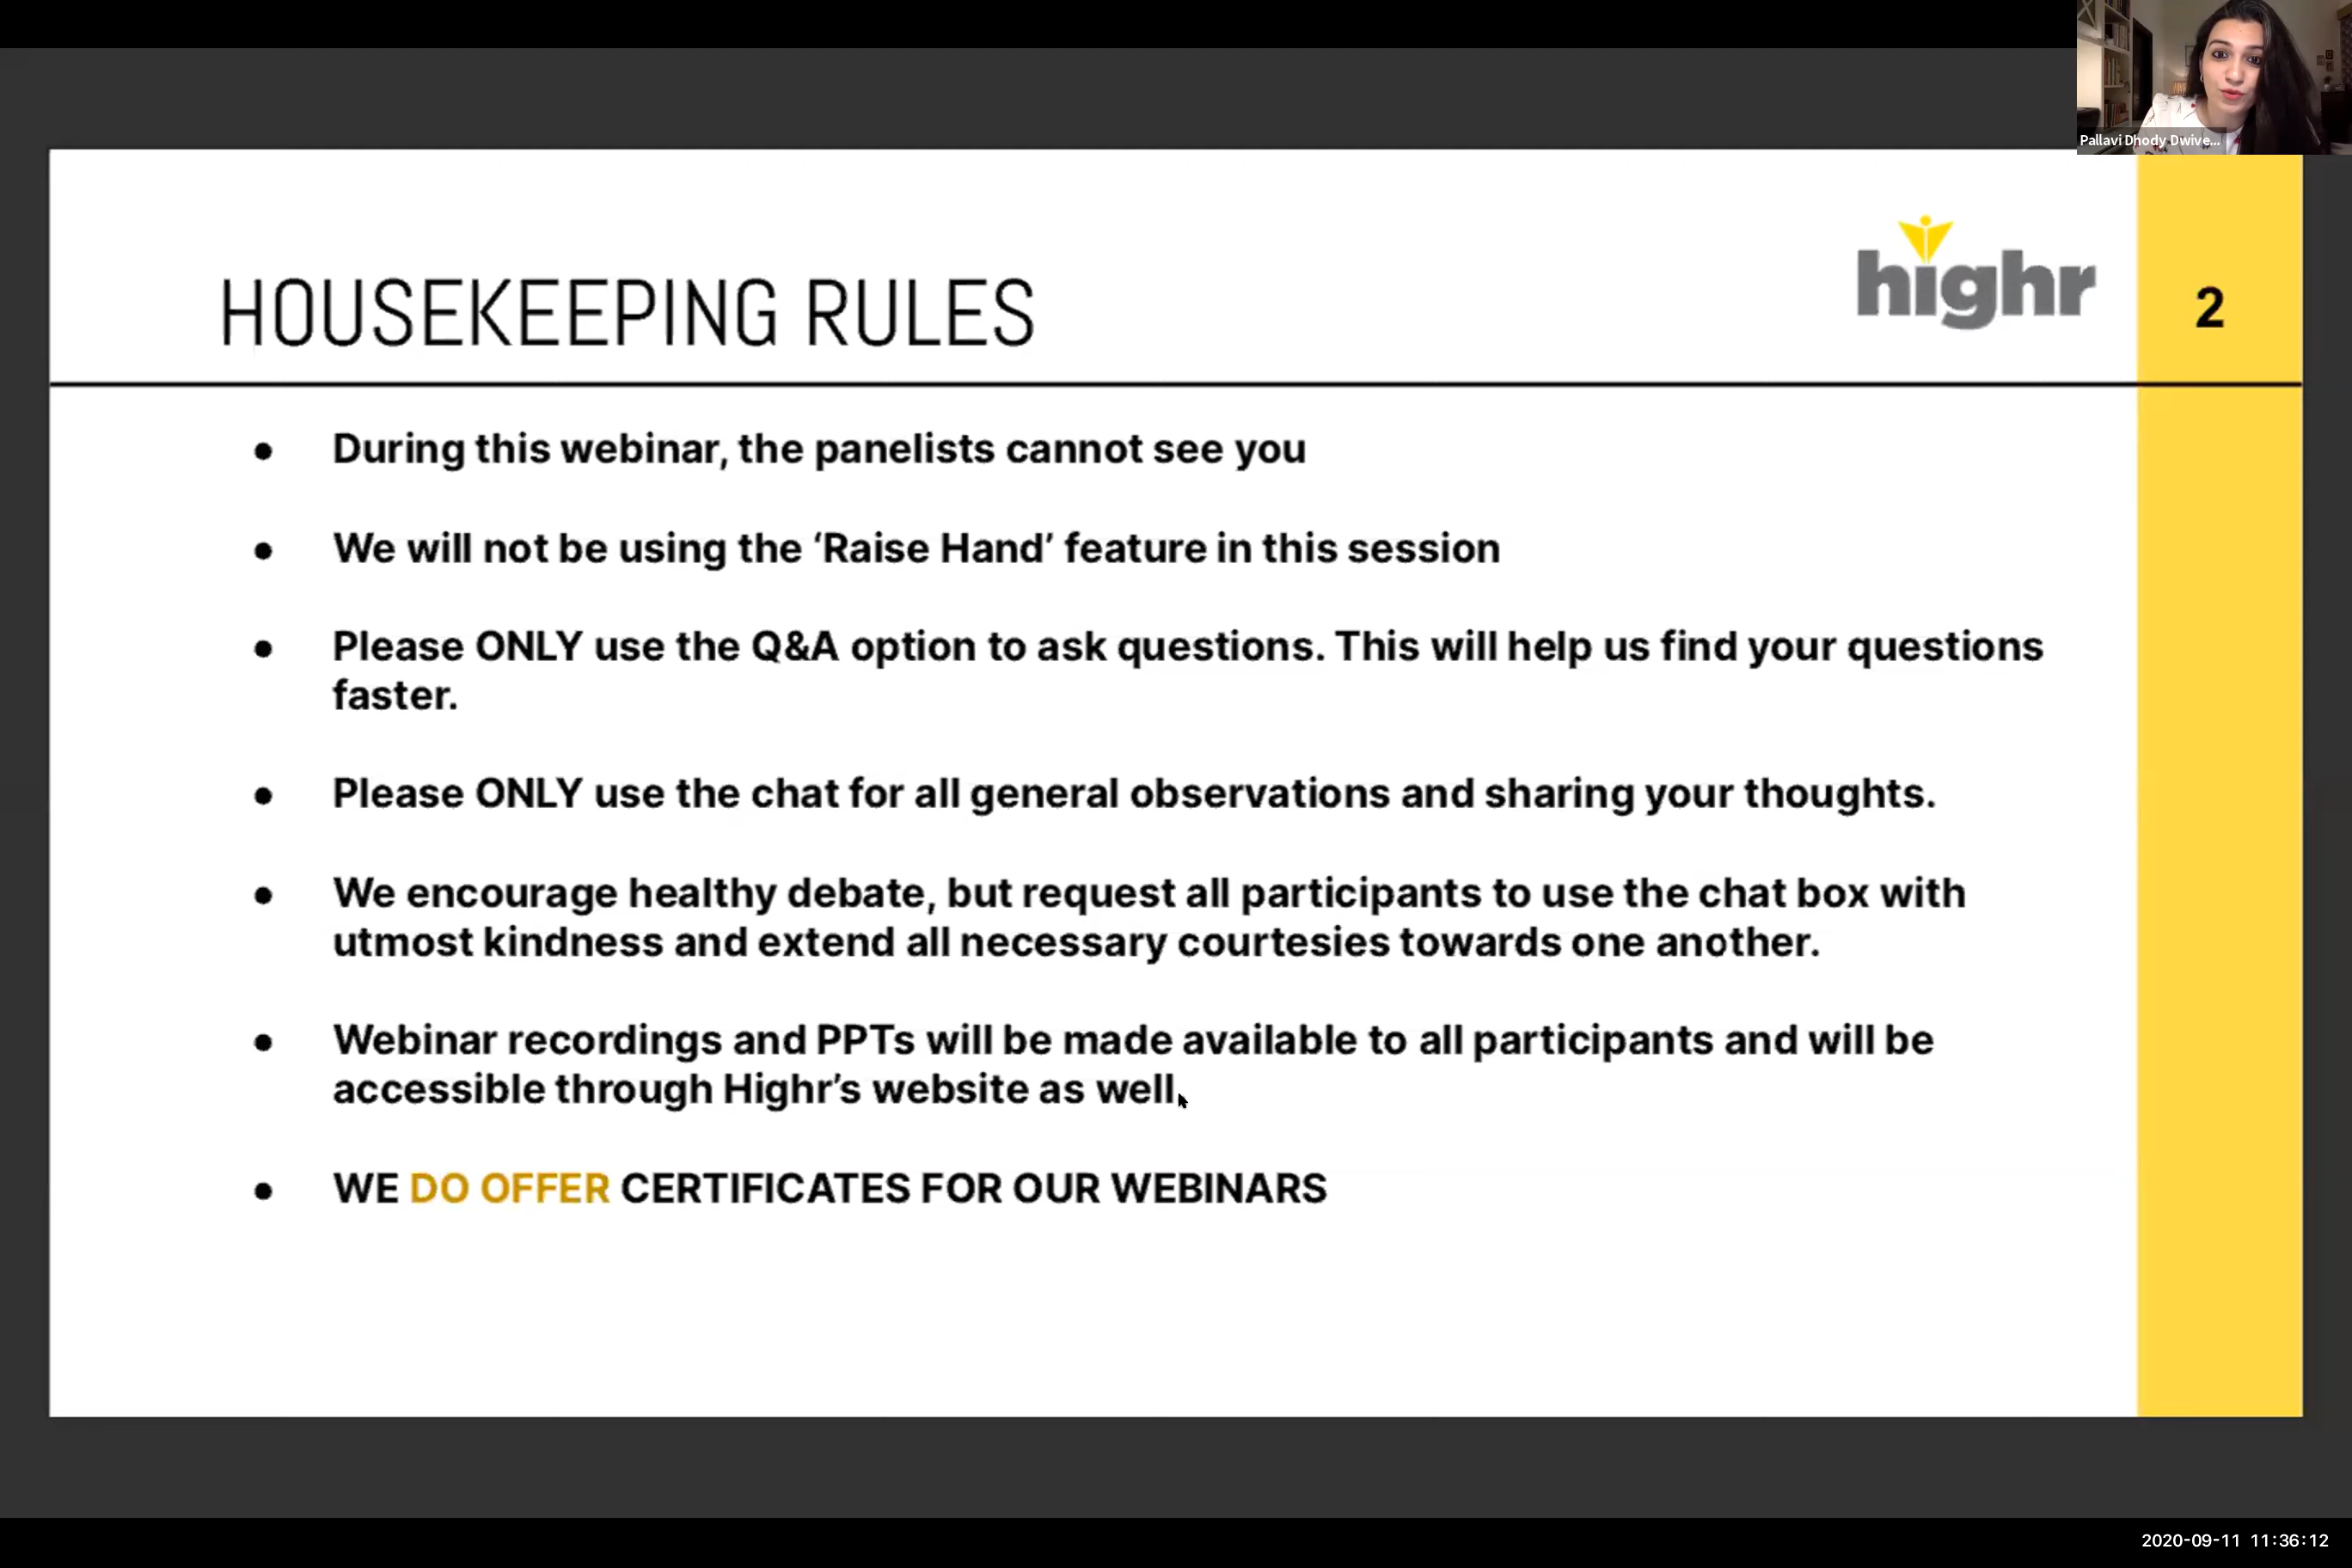 Pallavi Dhody Dwive...
highr
2
HOUSEKEEPING RULES
● During this webinar, the panelists cannot see you
● We will not be using the ‘Raise Hand’ feature in this session
● Please ONLY use the Q&A option to ask questions. This will help us find your questions
faster.
● Please ONLY use the chat for all general observations and sharing your thoughts.
● We encourage healthy debate, but request all participants to use the chat box with
utmost kindness and extend all necessary courtesies towards one another.
● Webinar recordings and PPTs will be made available to all participants and will be
accessible through Highr’s website as well.
● WE DO OFFER CERTIFICATES FOR OUR WEBINARS
2020-09-11 11:36:12